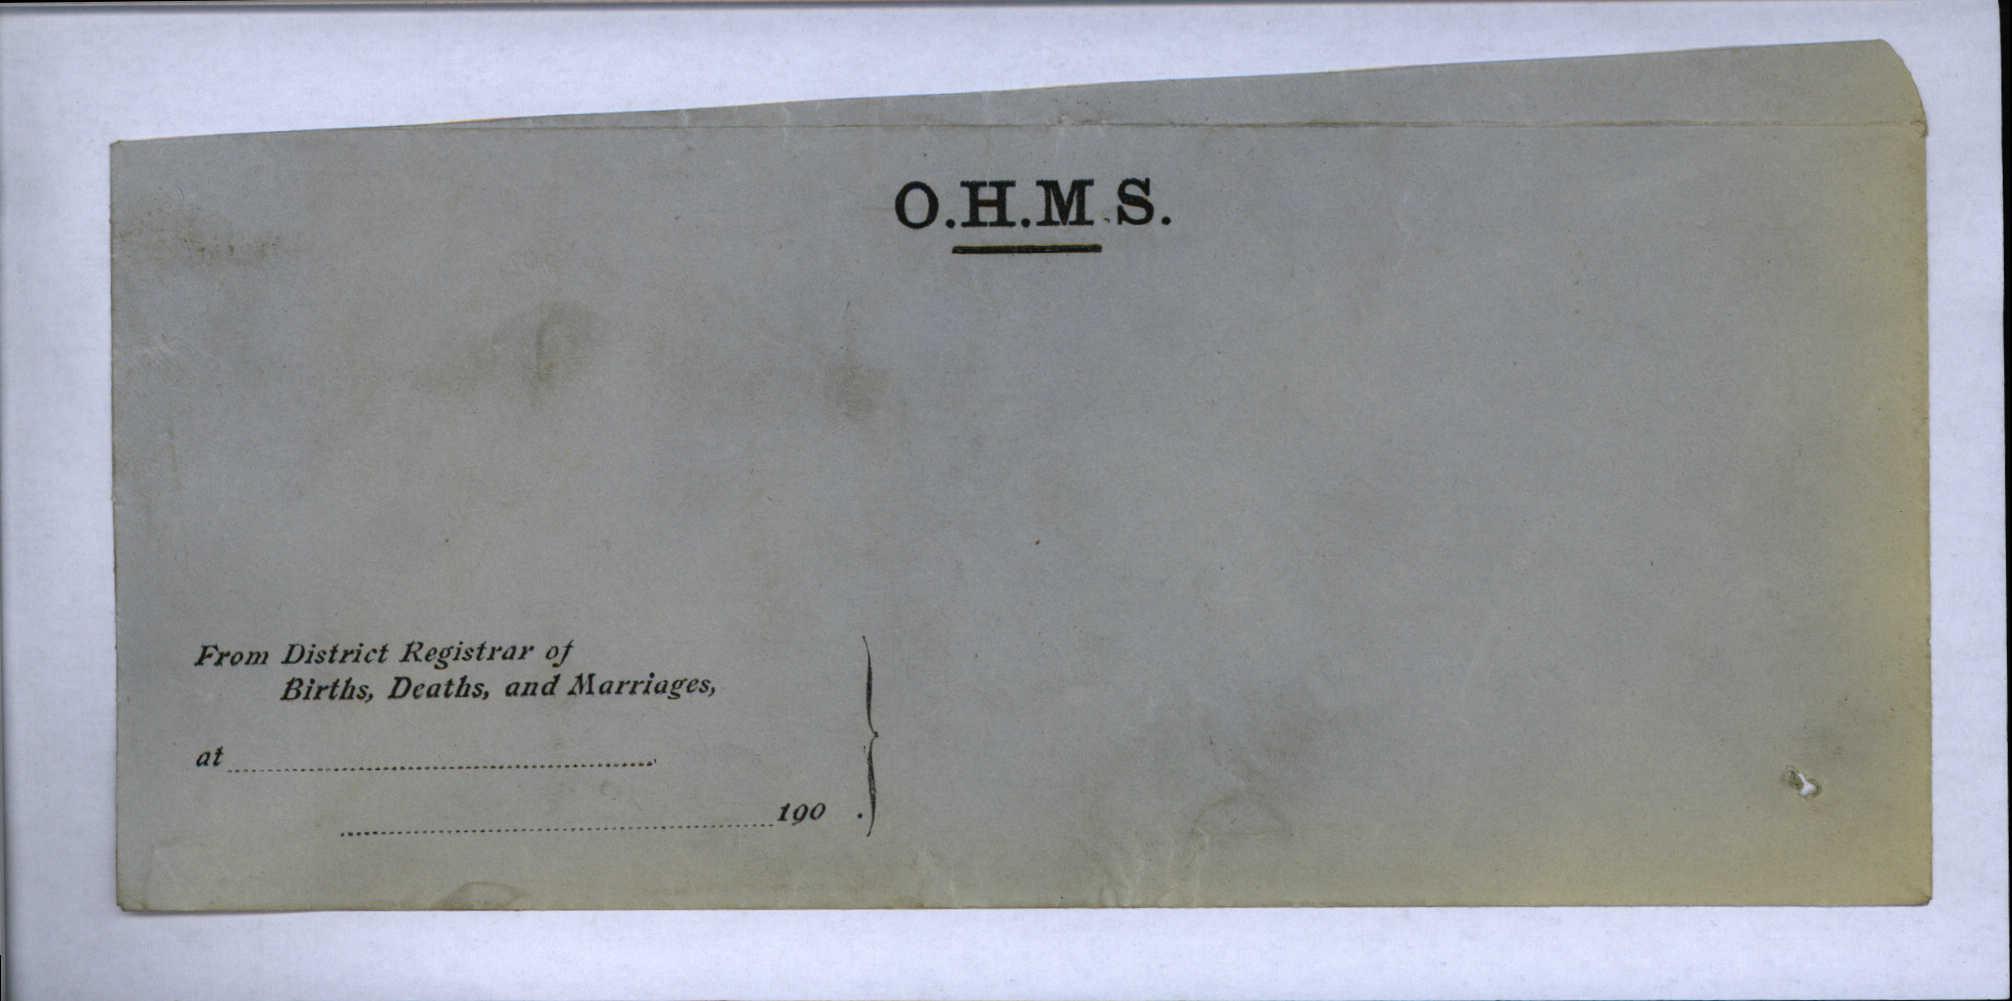 O.H.M.S.
From District Registrar of
Births, Deaths, and Marriages,
at ........................................
........................................190 .